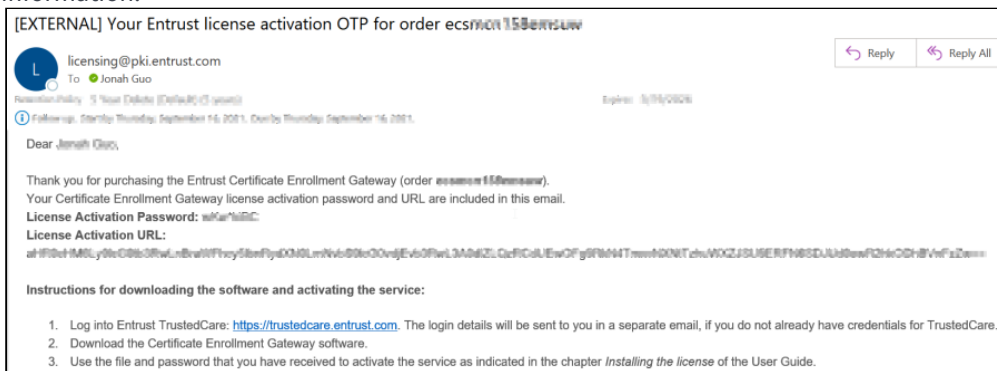 information.
[EXTERNAL] Your Entrust license activation OTP for order
L
licensing@pki.entrust.com
To Jonah Guo
Reply
Reply All
Dear
Thank you for purchasing the Entrust Certificate Enrollment Gateway (order
Your Certificate Enrollment Gateway license activation password and URL are included in this email.
License Activation Password:
License Activation URL:
Instructions for downloading the software and activating the service:
1. Log into Entrust TrustedCare: https://trustedcare.entrust.com. The login details will be sent to you in a separate email, if you do not already have credentials for TrustedCare.
2. Download the Certificate Enrollment Gateway software.
3. Use the file and password that you have received to activate the service as indicated in the chapter Installing the license of the User Guide.